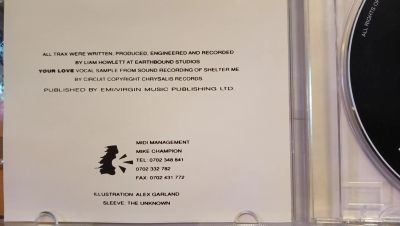 ALL TRAX WERE WRITTEN, PRODUCED, ENGINEERED AND RECORDED
BY LIAM HOWLETT AT EARTHBOUND STUDIOS
YOUR LOVE VOCAL SAMPLE FROM SOUND RECORDING OF SHELTER ME
BY CIRCUIT COPYRIGHT CHRYSALIS RECORDS
PUBLISHED BY EMI/VIRGIN MUSIC PUBLISHING LTD.
MIDI MANAGEMENT
MIKE CHAMPION
TEL: 0702 348 841
0702 332 782
FAX: 0702 431 772
ILLUSTRATION: ALEX GARLAND
SLEEVE: THE UNKNOWN
ALL RIGHTS OF